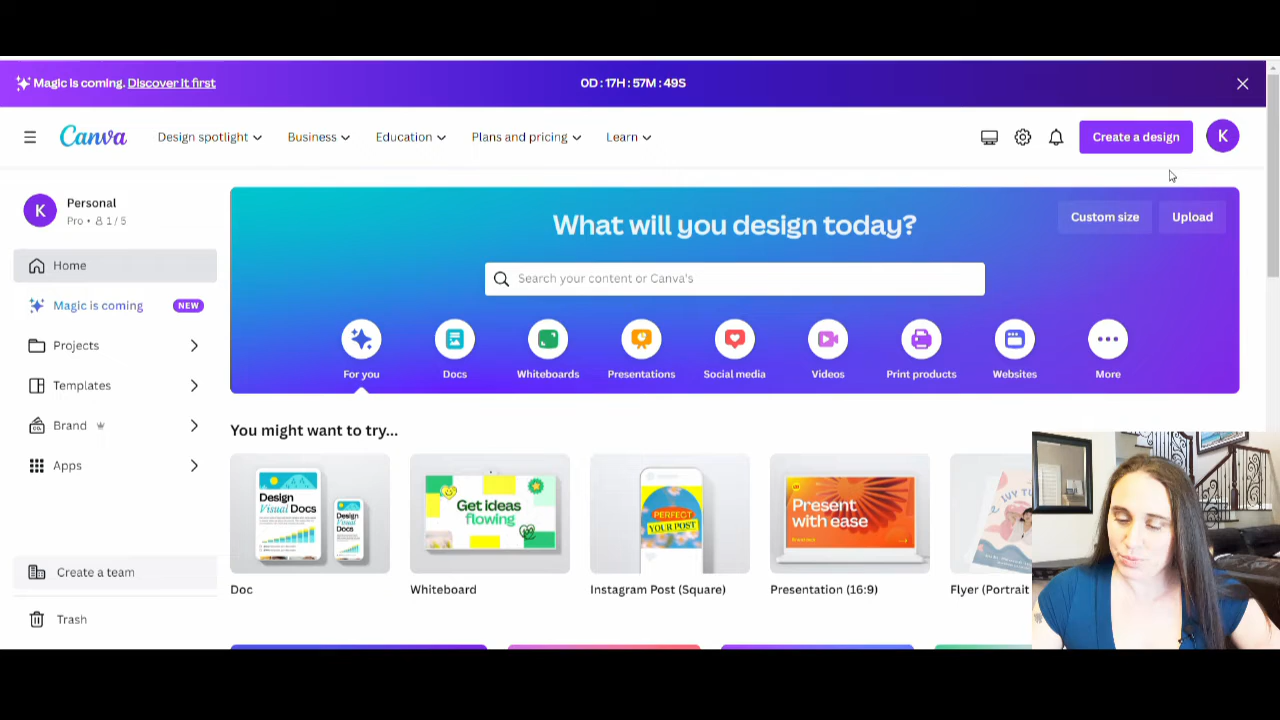 Magic is coming. Discover it first
0D : 17H : 57M : 49S
Canva
Design spotlight
Business
Education
Plans and pricing
Learn
Create a design
K
K
Personal
Pro • 1 / 5
Home
Magic is coming
NEW
Projects
Templates
Brand
Apps
Create a team
Trash
What will you design today?
Custom size
Upload
Search your content or Canva's
For you
Docs
Whiteboards
Presentations
Social media
Videos
Print products
Websites
More
You might want to try...
Design
Visual Docs
Design
Visual
Docs
Doc
Get ideas
flowing
Whiteboard
PERFECT
YOUR POST
Instagram Post (Square)
Present
with ease
Presentation (16:9)
Flyer (Portrait